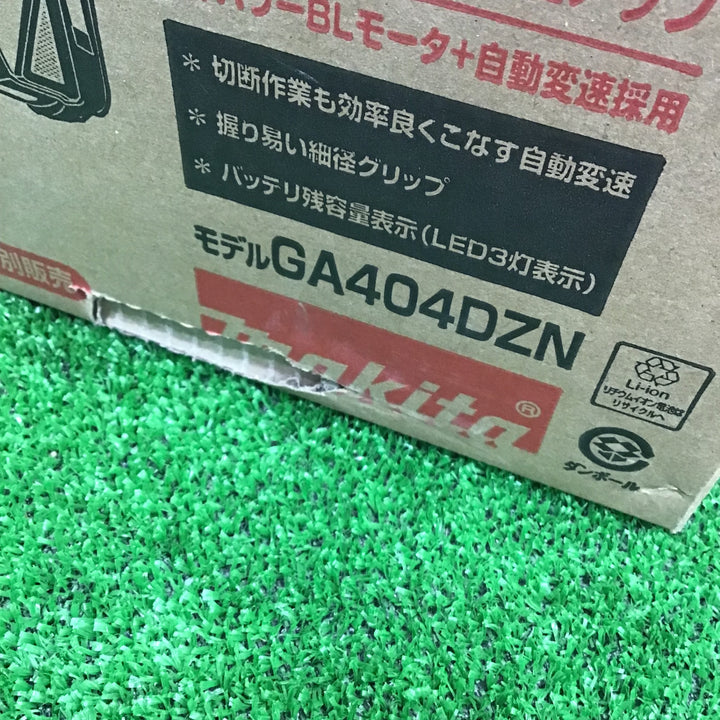 ーBLモータ+自動変速採用
* 切断作業も効率良くこなす自動変速
* 握り易い細径グリップ
* バッテリ残容量表示(LED3灯表示)
モデルGA404DZN
別販売
makita®
Li-ion
リチウムイオン電池は
リサイクルへ
ダンボール